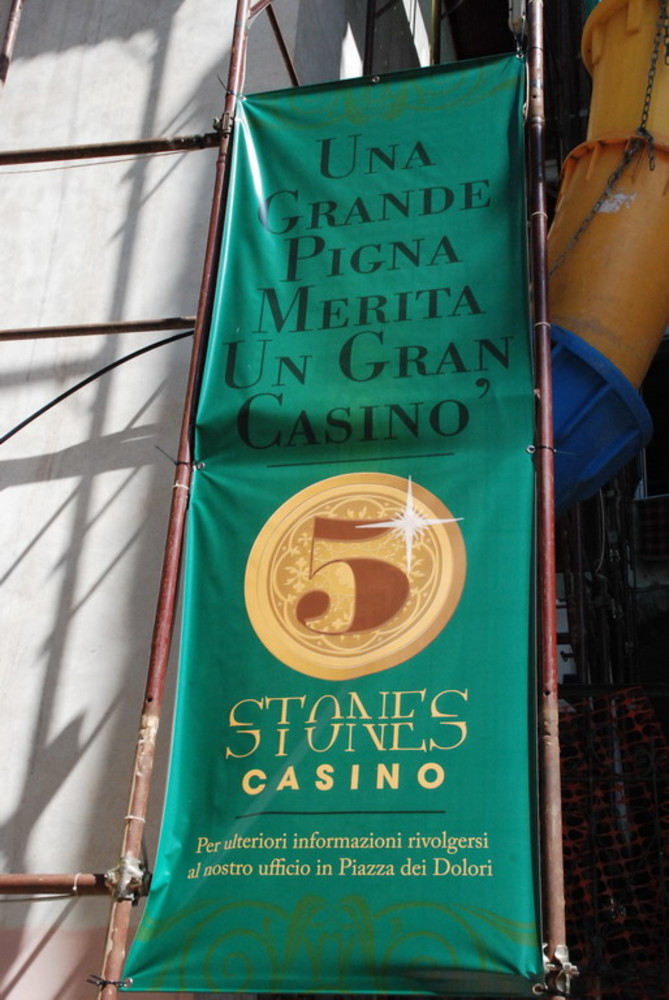 UNA
GRANDE
PIGNA
MERITA
UN GRAN
CASINO'
5
STONES
CASINO
Per ulteriori informazioni rivolgersi
al nostro ufficio in Piazza dei Dolori